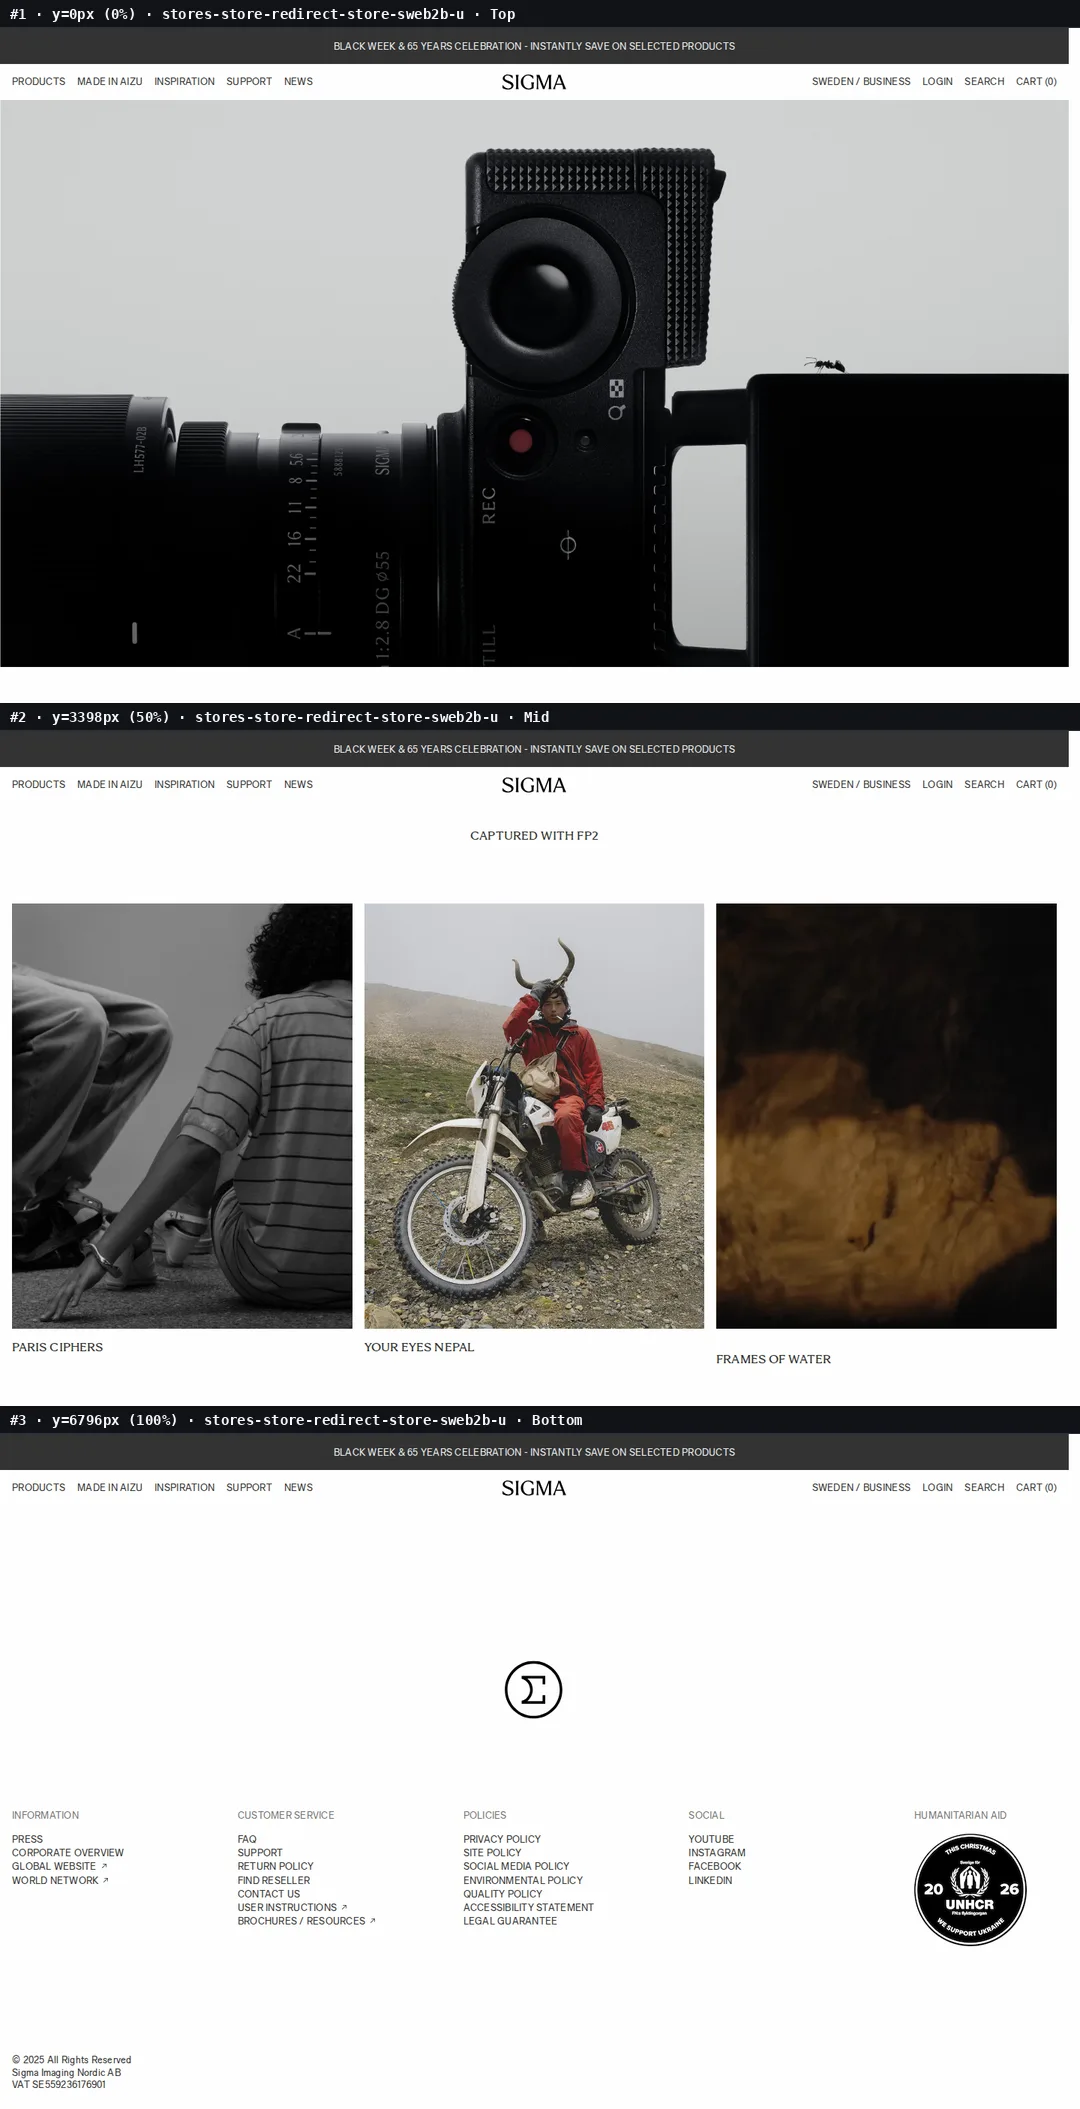 #1 · y=0px (0%) · stores-store-redirect-store-sweb2b-u · Top
BLACK WEEK & 65 YEARS CELEBRATION - INSTANTLY SAVE ON SELECTED PRODUCTS
PRODUCTS MADE IN AIZU INSPIRATION SUPPORT NEWS SIGMA SWEDEN / BUSINESS LOGIN SEARCH CART (0)
LH577-02B
A 22 16 11 8 5.6
SIGMA
1:2.8 DG ø55
REC
STILL
#2 · y=3398px (50%) · stores-store-redirect-store-sweb2b-u · Mid
BLACK WEEK & 65 YEARS CELEBRATION - INSTANTLY SAVE ON SELECTED PRODUCTS
PRODUCTS MADE IN AIZU INSPIRATION SUPPORT NEWS SIGMA SWEDEN / BUSINESS LOGIN SEARCH CART (0)
CAPTURED WITH FP2
PARIS CIPHERS
YOUR EYES NEPAL
FRAMES OF WATER
#3 · y=6796px (100%) · stores-store-redirect-store-sweb2b-u · Bottom
BLACK WEEK & 65 YEARS CELEBRATION - INSTANTLY SAVE ON SELECTED PRODUCTS
PRODUCTS MADE IN AIZU INSPIRATION SUPPORT NEWS SIGMA SWEDEN / BUSINESS LOGIN SEARCH CART (0)
Σ
INFORMATION
PRESS
CORPORATE OVERVIEW
GLOBAL WEBSITE ↗
WORLD NETWORK ↗
CUSTOMER SERVICE
FAQ
SUPPORT
RETURN POLICY
FIND RESELLER
CONTACT US
USER INSTRUCTIONS ↗
BROCHURES / RESOURCES ↗
POLICIES
PRIVACY POLICY
SITE POLICY
SOCIAL MEDIA POLICY
ENVIRONMENTAL POLICY
QUALITY POLICY
ACCESSIBILITY STATEMENT
LEGAL GUARANTEE
SOCIAL
YOUTUBE
INSTAGRAM
FACEBOOK
LINKEDIN
HUMANITARIAN AID
THIS CHRISTMAS
Sverige för
20 26
UNHCR
FN:s flyktingorgan
WE SUPPORT UKRAINE
© 2025 All Rights Reserved
Sigma Imaging Nordic AB
VAT SE559236176901